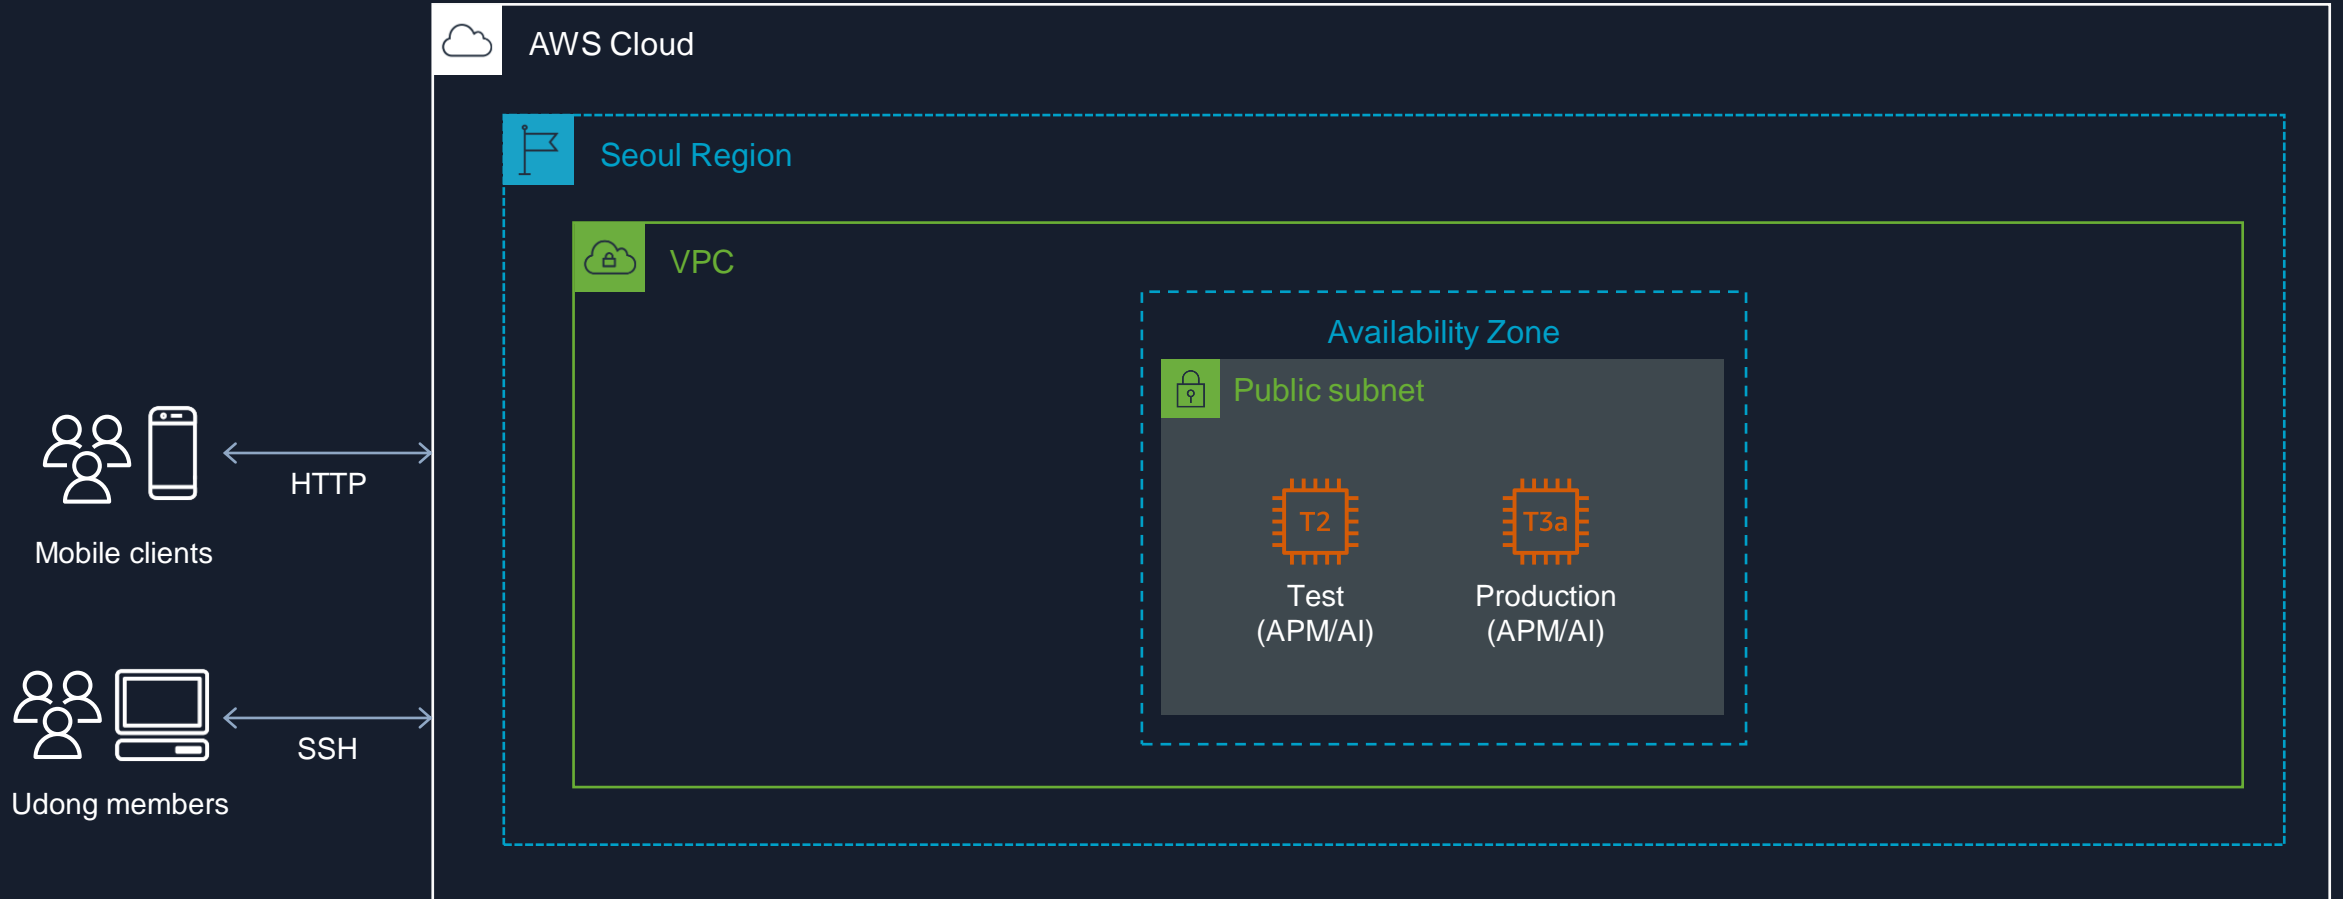 AWS Cloud
Seoul Region
VPC
Availability Zone
Public subnet
T2
T3a
Test
(APM/AI)
Production
(APM/AI)
HTTP
Mobile clients
SSH
Udong members